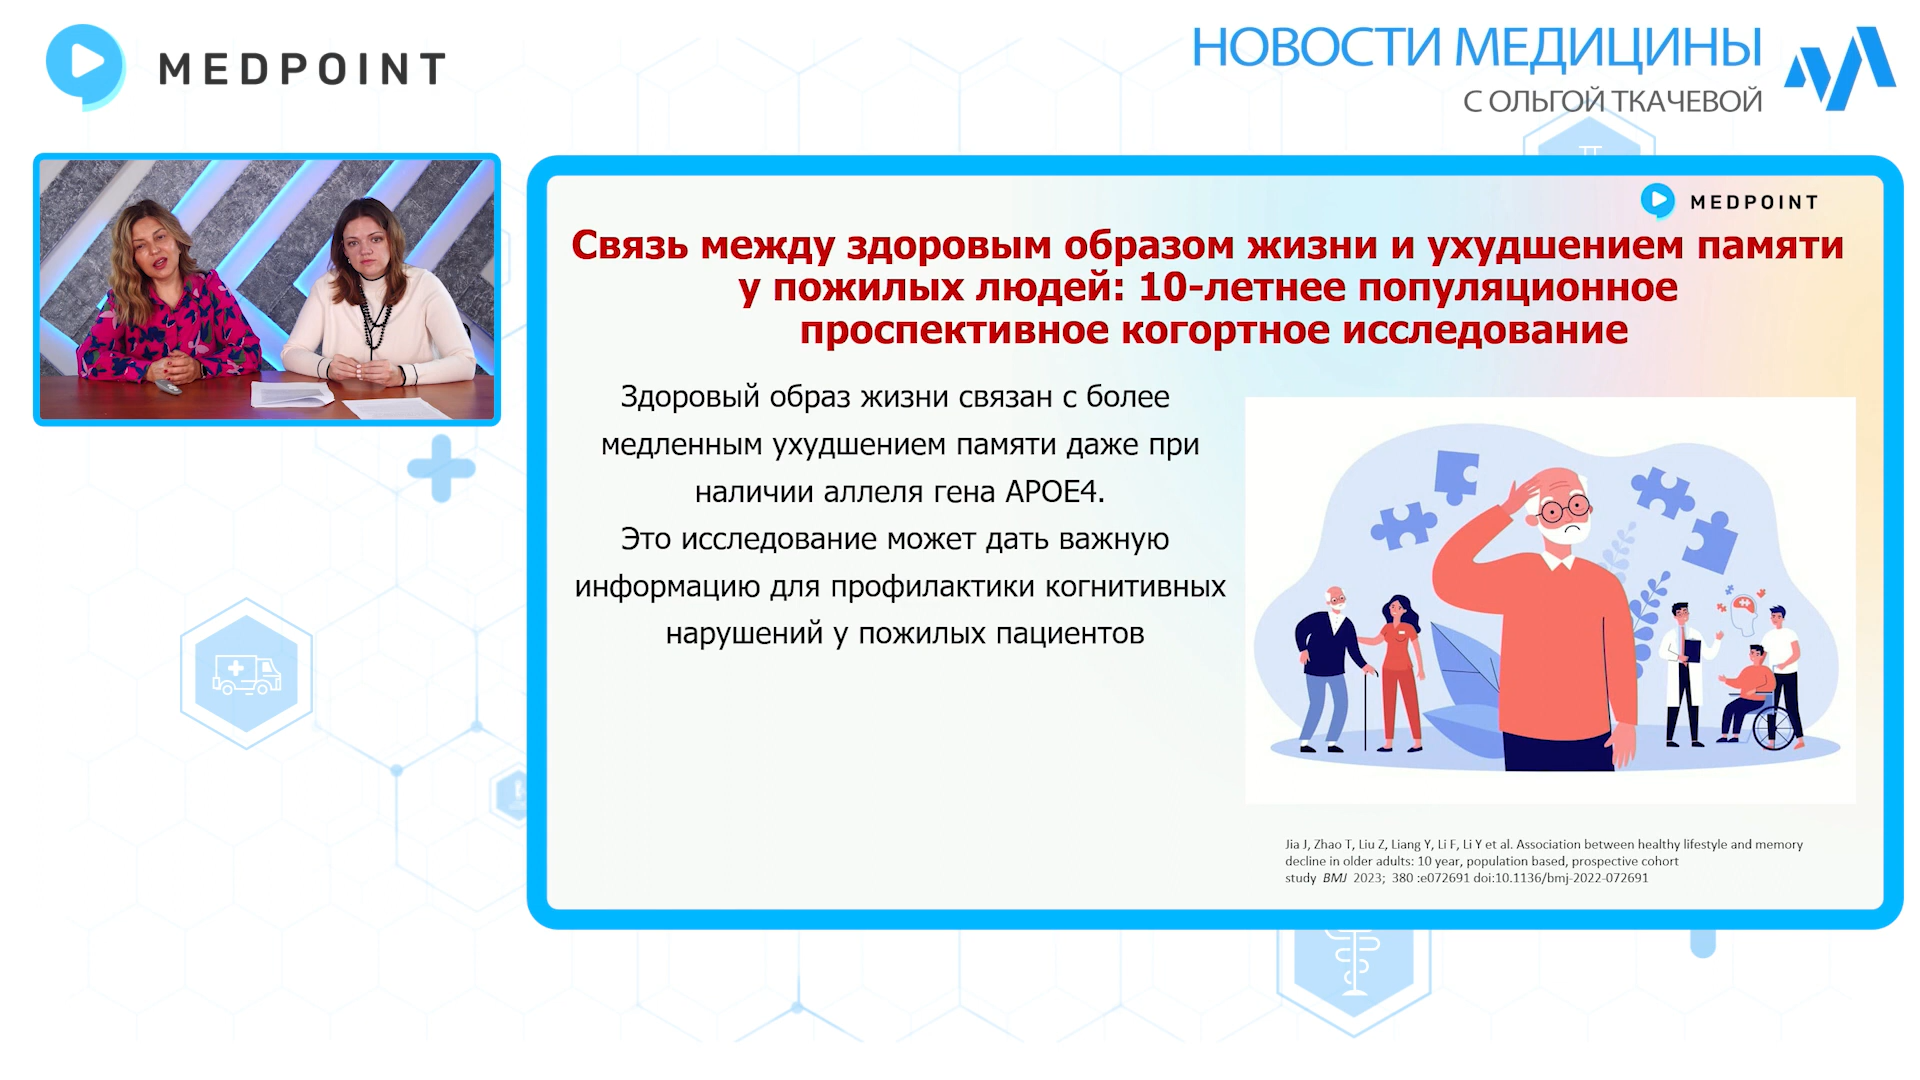 MEDPOINT
НОВОСТИ МЕДИЦИНЫ
С ОЛЬГОЙ ТКАЧЕВОЙ
MEDPOINT
Связь между здоровым образом жизни и ухудшением памяти
у пожилых людей: 10-летнее популяционное
проспективное когортное исследование
Здоровый образ жизни связан с более
медленным ухудшением памяти даже при
наличии аллеля гена APOE4.
Это исследование может дать важную
информацию для профилактики когнитивных
нарушений у пожилых пациентов
Jia J, Zhao T, Liu Z, Liang Y, Li F, Li Y et al. Association between healthy lifestyle and memory
decline in older adults: 10 year, population based, prospective cohort
study BMJ 2023; 380 :e072691 doi:10.1136/bmj-2022-072691